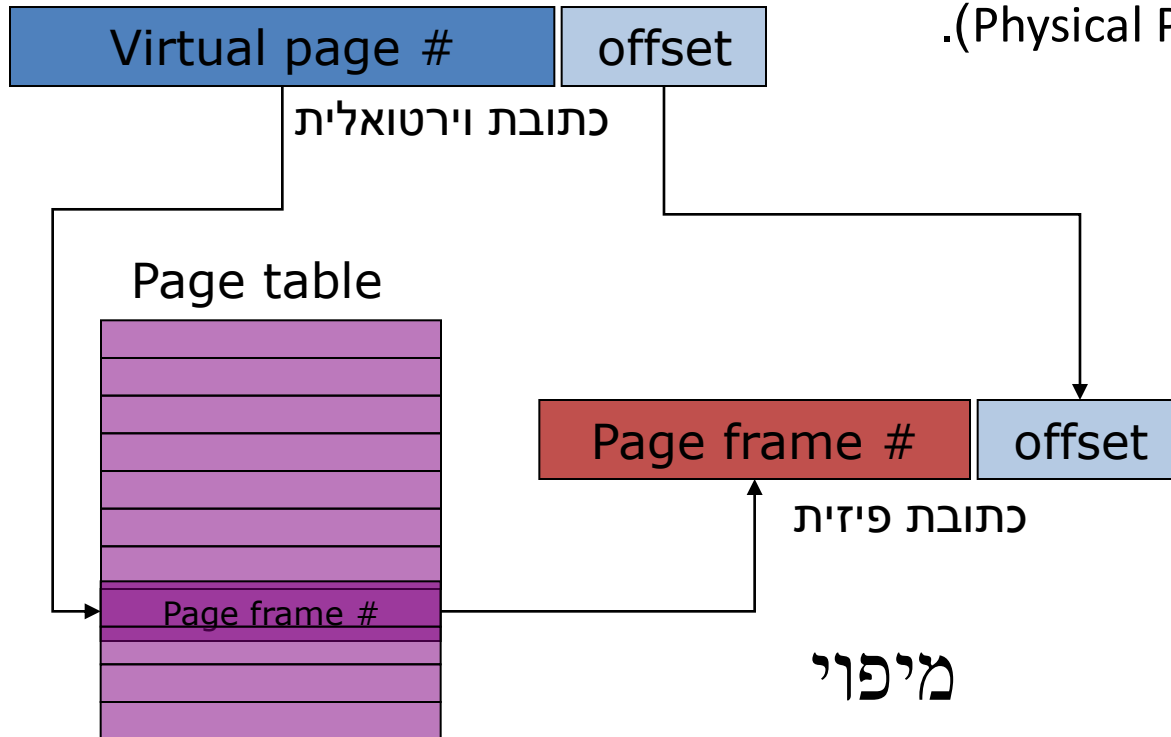 .(Physical P
Virtual page # offset
כתובת וירטואלית
Page table
Page frame # offset
כתובת פיזית
Page frame #
מיפוי